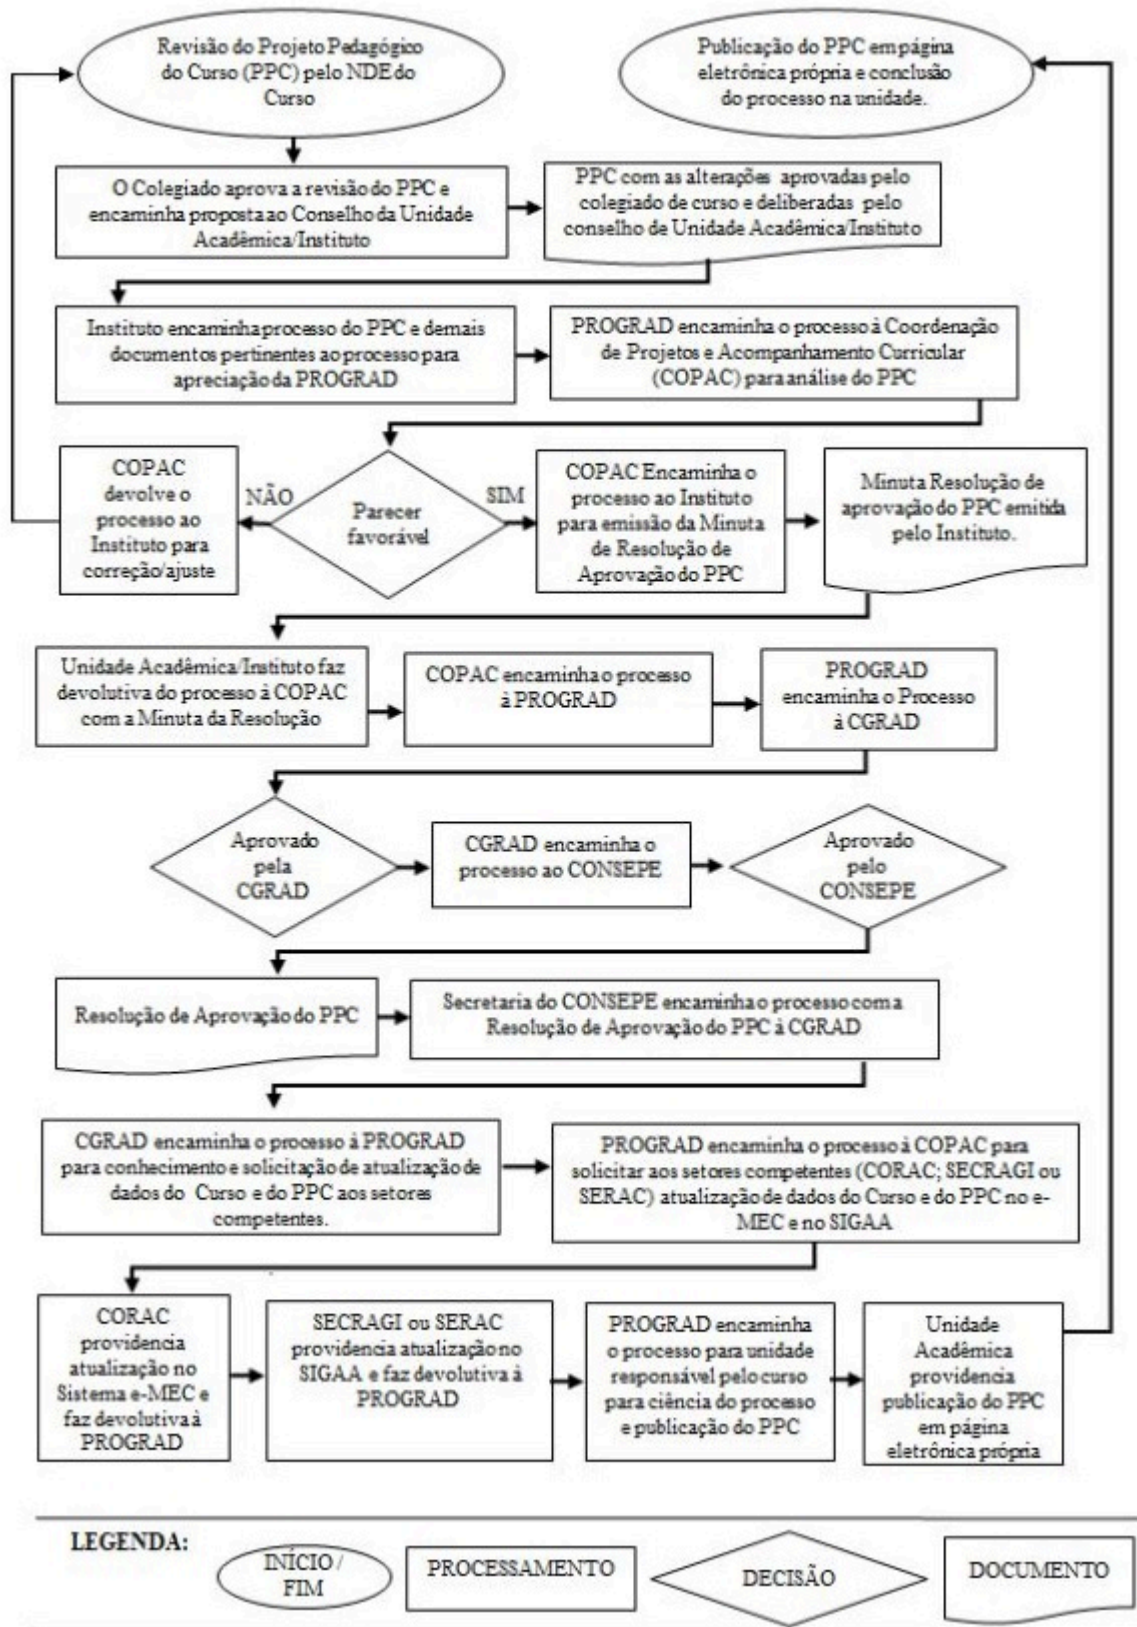 Revisão do Projeto Pedagógico
do Curso (PPC) pelo NDE do
Curso
Publicação do PPC em página
eletrônica própria e conclusão
do processo na unidade.
O Colegiado aprova a revisão do PPC e
encaminha proposta ao Conselho da Unidade
Acadêmica/Instituto
PPC com as alterações aprovadas pelo
colegiado de curso e deliberadas pelo
conselho de Unidade Acadêmica/Instituto
Instituto encaminha processo do PPC e demais
documentos pertinentes ao processo para
apreciação da PROGRAD
PROGRAD encaminha o processo à Coordenação
de Projetos e Acompanhamento Curricular
(COPAC) para análise do PPC
COPAC
devolve o
processo ao
Instituto para
correção/ajuste
NÃO
Parecer
favorável
SIM
COPAC Encaminha o
processo ao Instituto
para emissão da Minuta
de Resolução de
Aprovação do PPC
Minuta Resolução de
aprovação do PPC emitida
pelo Instituto.
Unidade Acadêmica/Instituto faz
devolutiva do processo à COPAC
com a Minuta da Resolução
COPAC encaminha o processo
à PROGRAD
PROGRAD
encaminha o Processo
à CGRAD
Aprovado
pela
CGRAD
CGRAD encaminha o
processo ao CONSEPE
Aprovado
pelo
CONSEPE
Resolução de Aprovação do PPC
Secretaria do CONSEPE encaminha o processo com a
Resolução de Aprovação do PPC à CGRAD
CGRAD encaminha o processo à PROGRAD
para conhecimento e solicitação de atualização de
dados do Curso e do PPC aos setores
competentes.
PROGRAD encaminha o processo à COPAC para
solicitar aos setores competentes (CORAC; SECRAGI ou
SERAC) atualização de dados do Curso e do PPC no e-
MEC e no SIGAA
CORAC
providencia
atualização no
Sistema e-MEC e
faz devolutiva à
PROGRAD
SECRAGI ou SERAC
providencia atualização no
SIGAA e faz devolutiva à
PROGRAD
PROGRAD encaminha
o processo para unidade
responsável pelo curso
para ciência do processo
e publicação do PPC
Unidade
Acadêmica
providencia
publicação do PPC
em página
eletrônica própria
LEGENDA:
INÍCIO /
FIM
PROCESSAMENTO
DECISÃO
DOCUMENTO